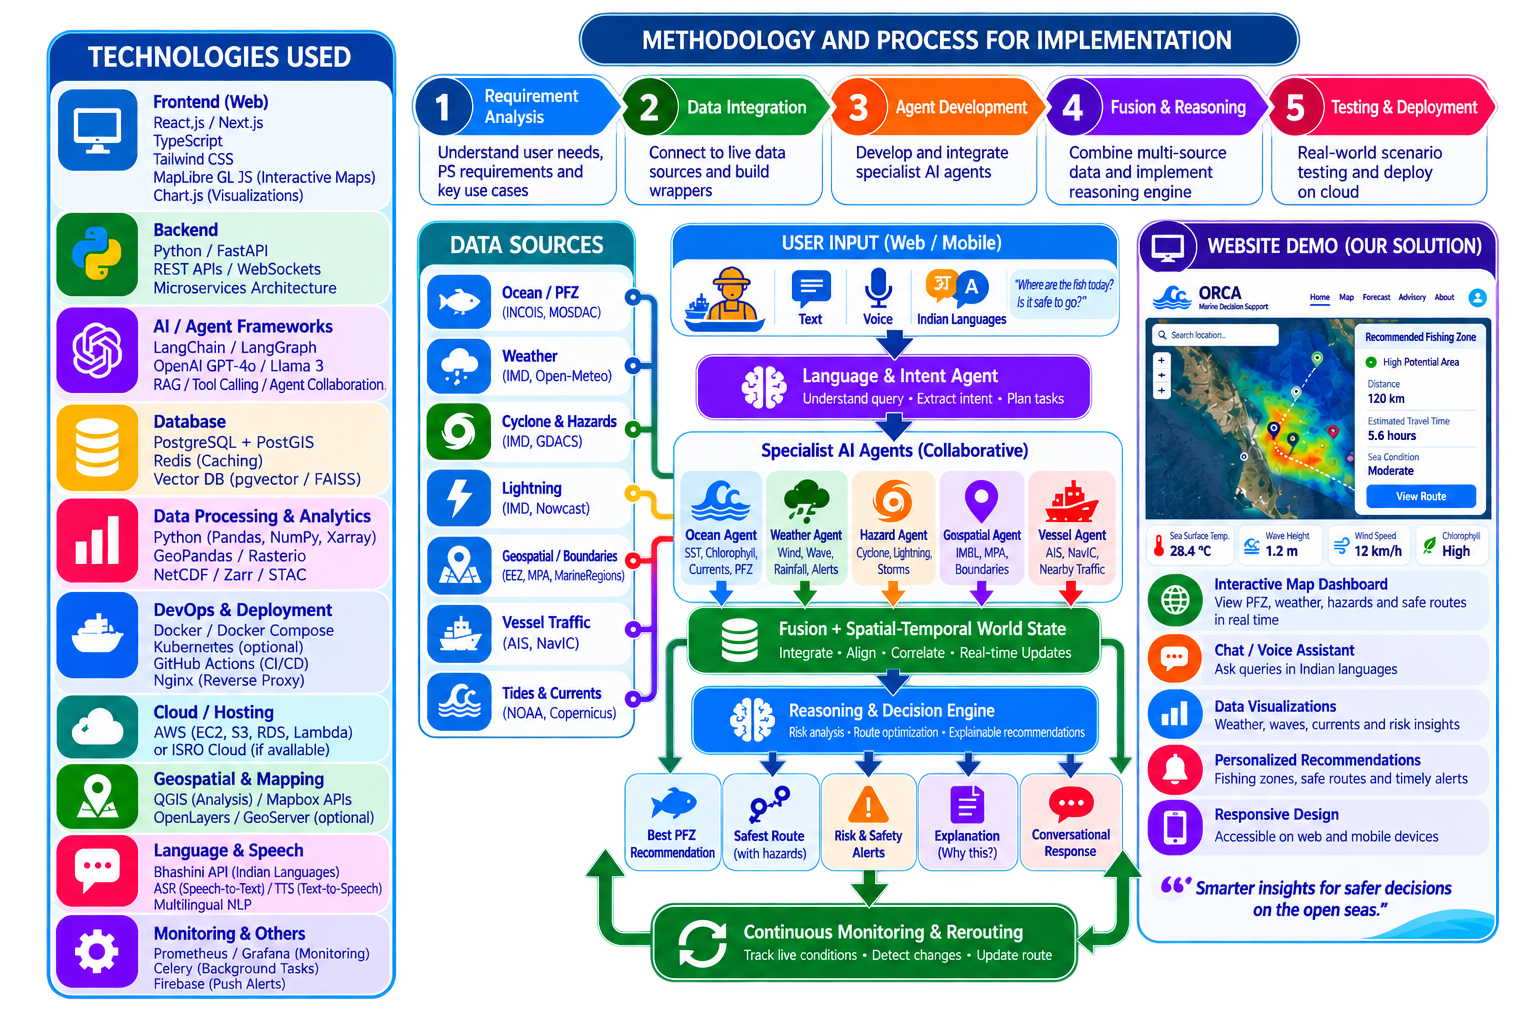 TECHNOLOGIES USED
Frontend (Web)
React,js / Next.js
TypeScript
Tailwind CSS
MapLibre GL JS (Interactive Maps)
Chart.js (Visualizations)
Backend
Python / FastAPI
REST APIs / WebSockets
Microservices Architecture
AI / Agent Frameworks
LangChain / LangGraph
OpenAI GPT-4o / Llama 3
RAG / Tool Calling / Agent Collaboration.
Database
PostgreSQL + PostGIS
Redis (Caching)
Vector DB (pgvector / FAISS)
Data Processing & Analytics
Python (Pandas, NumPy, Xarray)
GeoPandas / Rasterio
NetCDF / Zarr / STAC
DevOps & Deployment
Docker / Docker Compose
Kubernetes (optional)
GitHub Actions (CI/CD)
Nginx (Reverse Proxy)
Cloud / Hosting
AWS (EC2, S3, RDS, Lambda)
or ISRO Cloud (if available)
Geospatial & Mapping
QGIS (Analysis) / Mapbox APIs
OpenLayers / GeoServer (optional)
Language & Speech
Bhashini API (Indian Languages)
ASR (Speech-to-Text) / TTS (Text-to-Speech)
Multilingual NLP
Monitoring & Others
Prometheus / Grafana (Monitoring)
Celery (Background Tasks)
Firebase (Push Alerts)
METHODOLOGY AND PROCESS FOR IMPLEMENTATION
1 Requirement
Analysis
Understand user needs,
PS requirements and
key use cases
2 Data Integration
Connect to live data
sources and build
wrappers
3 Agent Development
Develop and integrate
specialist AI agents
4 Fusion & Reasoning
Combine multi-source
data and implement
reasoning engine
5 Testing & Deployment
Real-world scenario
testing and deploy
on cloud
DATA SOURCES
Ocean / PFZ
(INCOIS, MOSDAC)
Weather
(IMD, Open-Meteo)
Cyclone & Hazards
(IMD, GDACS)
Lightning
(IMD, Nowcast)
Geospatial / Boundaries
(EEZ, MPA, MarineRegions)
Vessel Traffic
(AIS, NavIC)
Tides & Currents
(NOAA, Copernicus)
USER INPUT (Web / Mobile)
Text
Voice
अ A
Indian Languages
"Where are the fish today?
Is it safe to go?"
Language & Intent Agent
Understand query • Extract intent • Plan tasks
Specialist AI Agents (Collaborative)
Ocean Agent
SST, Chlorophyil,
Currents, PFZ
Weather Agent
Wind, Wave,
Rainfall, Alerts
Hazard Agent
Cyclone, Lightning,
Storms
Geospatial Agent
IMBL, MPA,
Boundaries
Vessel Agent
AIS, NavIC,
Nearby Traffic
Fusion + Spatial-Temporal World State
Integrate • Align • Correlate • Real-time Updates
Reasoning & Decision Engine
Risk analysis • Route optimization • Explainable recommendations
Best PFZ
Recommendation
Safest Route
(with hazards)
Risk & Safety
Alerts
Explanation
(Why this?)
Conversational
Response
Continuous Monitoring & Rerouting
Track live conditions • Detect changes • Update route
WEBSITE DEMO (OUR SOLUTION)
ORCA
Marine Decision Support
Home Map Forecast Advisory About
Search location...
Recommended Fishing Zone
High Potential Area
Distance
120 km
Estimated Travel Time
5.6 hours
Sea Condition
Moderate
View Route
Sea Surface Temp.
28.4 °C
Wave Height
1.2 m
Wind Speed
12 km/h
Chlorophyll
High
Interactive Map Dashboard
View PFZ, weather, hazards and safe routes
in real time
Chat / Voice Assistant
Ask queries in Indian languages
Data Visualizations
Weather, waves, currents and risk insights
Personalized Recommendations
Fishing zones, safe routes and timely alerts
Responsive Design
Accessible on web and mobile devices
"Smarter insights for safer decisions
on the open seas."